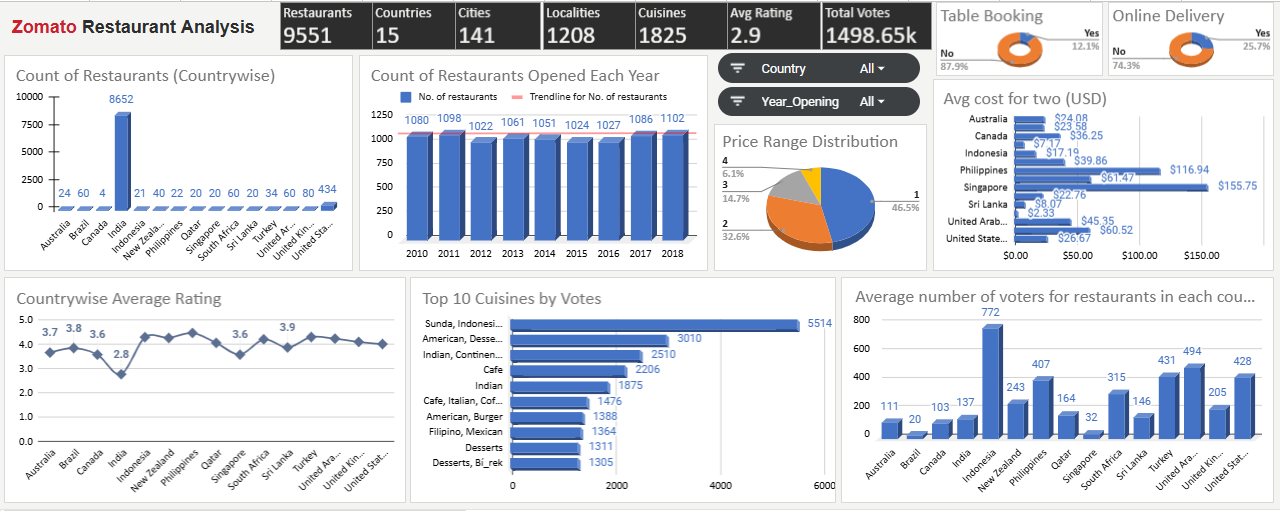 Zomato Restaurant Analysis
Restaurants
9551
Countries
15
Cities
141
Localities
1208
Cuisines
1825
Avg Rating
2.9
Total Votes
1498.65k
Table Booking
Yes
12.1%
No
87.9%
Online Delivery
Yes
25.7%
No
74.3%
Count of Restaurants (Countrywise)
10000
7500
5000
2500
0
24 60 4 8652 21 40 22 20 20 60 20 34 60 80 434
Australia
Brazil
Canada
India
Indonesia
New Zeala...
Philippines
Qatar
Singapore
South Africa
Sri Lanka
Turkey
United Ar...
United Kin...
United Sta...
Count of Restaurants Opened Each Year
No. of restaurants
Trendline for No. of restaurants
1250
1000
750
500
250
0
1080 1098 1022 1061 1051 1024 1027 1086 1102
2010 2011 2012 2013 2014 2015 2016 2017 2018
Country All
Year_Opening All
Price Range Distribution
4
6.1%
3
14.7%
2
32.6%
1
46.5%
Avg cost for two (USD)
Australia $24.08
$23.58
Canada $36.25
$7.17
Indonesia $17.19
$39.86
Philippines $116.94
$61.47
Singapore $155.75
$22.76
Sri Lanka $8.07
$2.33
United Arab... $45.35
$60.52
United State... $26.67
$0.00 $50.00 $100.00 $150.00
Countrywise Average Rating
5.0
4.0
3.0
2.0
1.0
0.0
3.7 3.8 3.6 2.8 3.6 3.9
Australia
Brazil
Canada
India
Indonesia
New Zealand
Philippines
Qatar
Singapore
South Africa
Sri Lanka
Turkey
United Ara...
United Kin...
United Stat...
Top 10 Cuisines by Votes
Sunda, Indonesi... 5514
American, Desse... 3010
Indian, Continen... 2510
Cafe 2206
Indian 1875
Cafe, Italian, Cof... 1476
American, Burger 1388
Filipino, Mexican 1364
Desserts 1311
Desserts, Bí_rek 1305
0 2000 4000 6000
Average number of voters for restaurants in each cou...
800
600
400
200
0
111 20 103 137 772 243 407 164 32 315 146 431 494 205 428
Australia
Brazil
Canada
India
Indonesia
New Zealand
Philippines
Qatar
Singapore
South Africa
Sri Lanka
Turkey
United Ara...
United Kin...
United Stat...